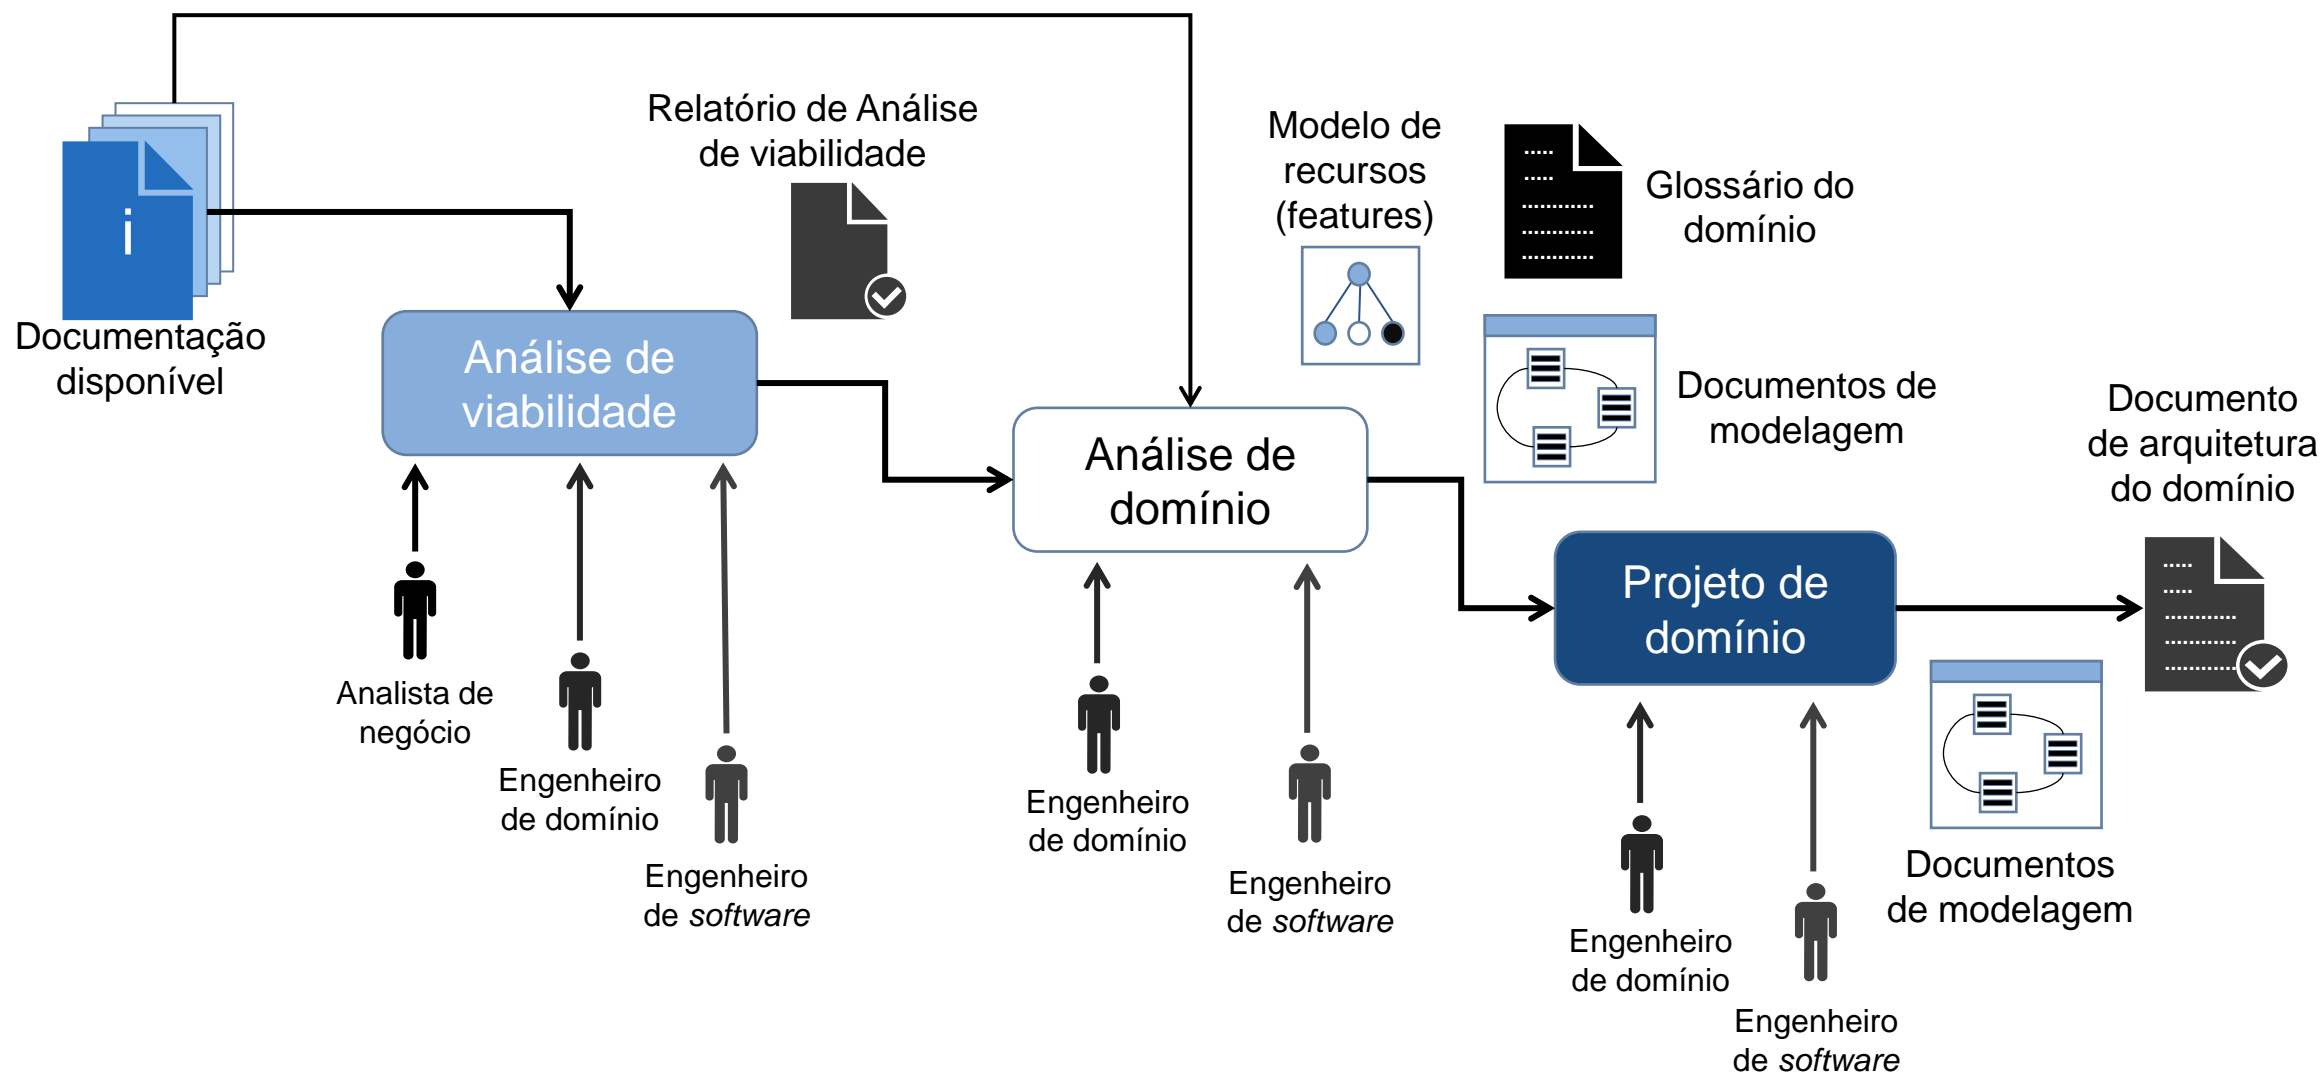 Relatório de Análise
de viabilidade
Modelo de
recursos
(features)
Glossário do
domínio
i
Documentação
disponível
Análise de
viabilidade
Documentos de
modelagem
Documento
de arquitetura
do domínio
Análise de
domínio
Projeto de
domínio
Analista de
negócio
Engenheiro
de domínio
Engenheiro
de software
Engenheiro
de domínio
Engenheiro
de software
Engenheiro
de domínio
Engenheiro
de software
Documentos
de modelagem